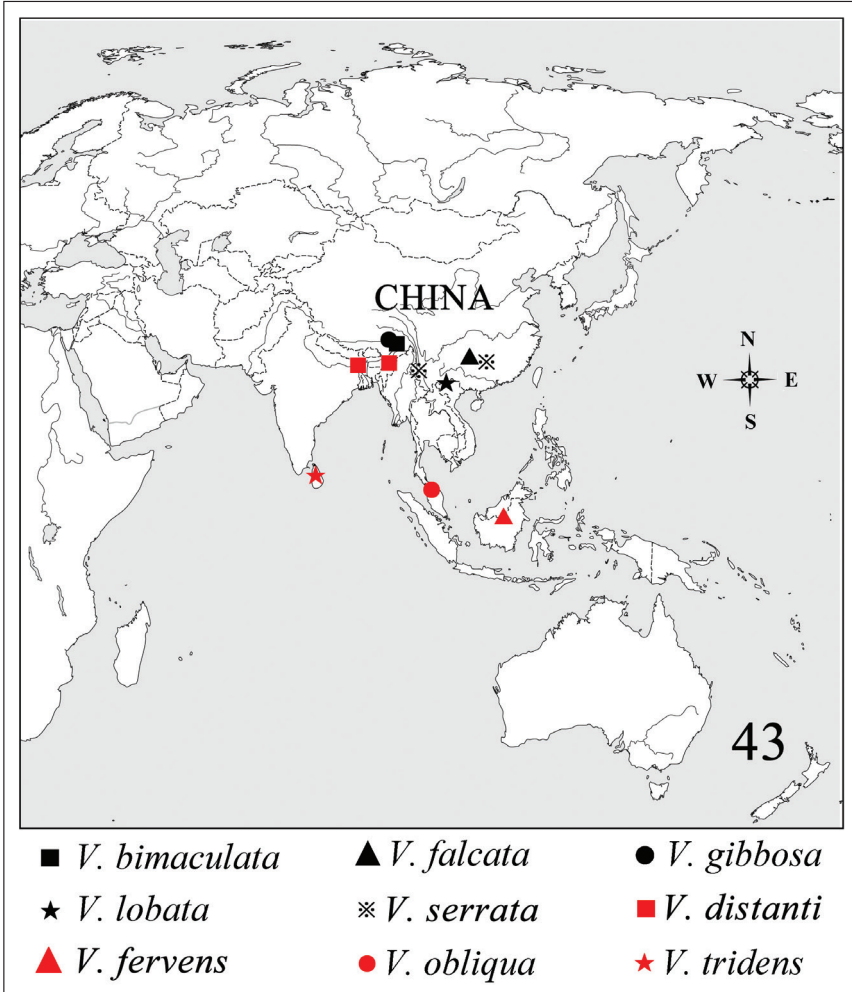 CHINA
N
W E
S
43
V. bimaculata V. falcata V. gibbosa
V. lobata V. serrata V. distanti
V. fervens V. obliqua V. tridens